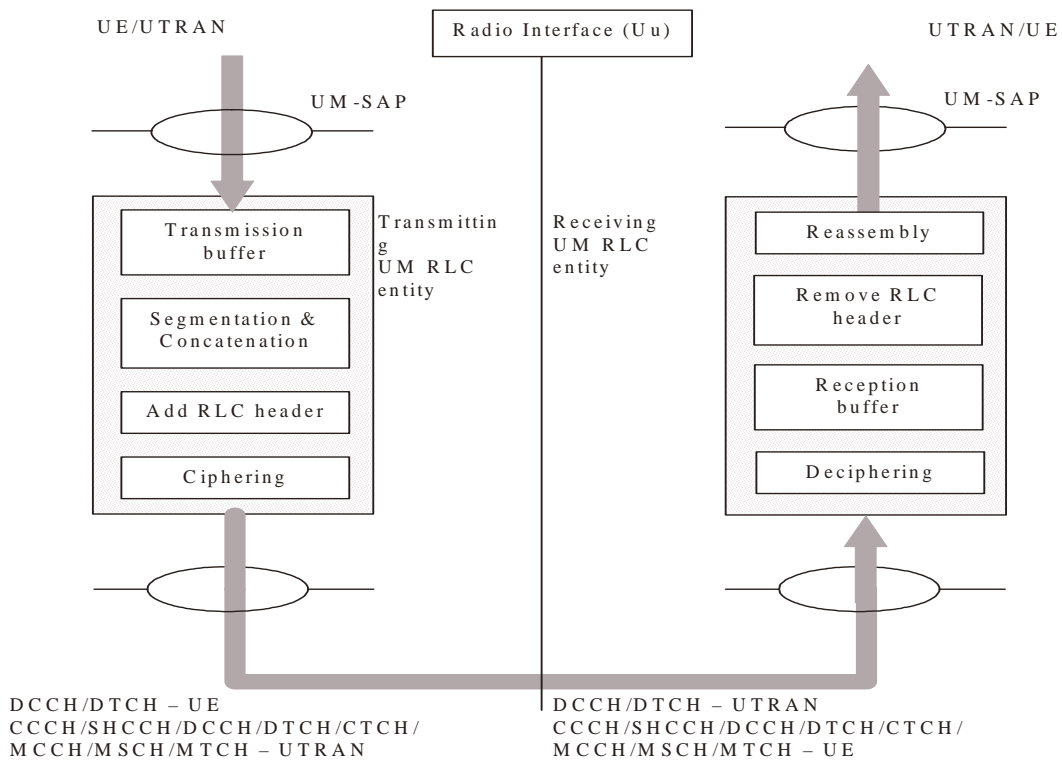 UE/UTRAN
Radio Interface (Uu)
UTRAN/UE
UM-SAP
UM-SAP
Transmission
buffer
Transmittin
g
UM RLC
entity
Receiving
UM RLC
entity
Reassembly
Segmentation &
Concatenation
Remove RLC
header
Add RLC header
Reception
buffer
Ciphering
Deciphering
DCCH/DTCH – UE
CCCH/SHCCH/DCCH/DTCH/CTCH/
MCCH/MSCH/MTCH – UTRAN
DCCH/DTCH – UTRAN
CCCH/SHCCH/DCCH/DTCH/CTCH/
MCCH/MSCH/MTCH – UE